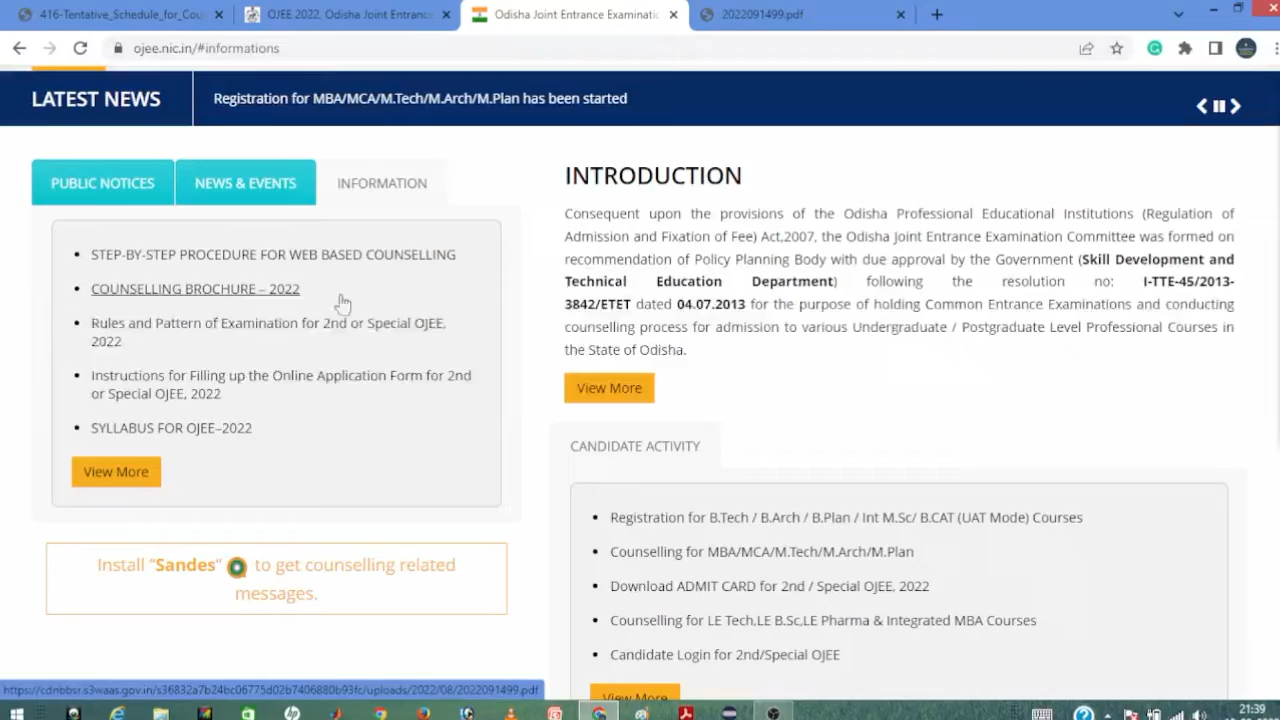 416-Tentative_Schedule_for_Cou
OJEE 2022, Odisha Joint Entranc
Odisha Joint Entrance Examinatio
2022091499.pdf
ojee.nic.in/#informations
LATEST NEWS
Registration for MBA/MCA/M.Tech/M.Arch/M.Plan has been started
PUBLIC NOTICES
NEWS & EVENTS
INFORMATION
STEP-BY-STEP PROCEDURE FOR WEB BASED COUNSELLING
COUNSELLING BROCHURE – 2022
Rules and Pattern of Examination for 2nd or Special OJEE,
2022
Instructions for Filling up the Online Application Form for 2nd
or Special OJEE, 2022
SYLLABUS FOR OJEE–2022
View More
Install "Sandes" to get counselling related
messages.
INTRODUCTION
Consequent upon the provisions of the Odisha Professional Educational Institutions (Regulation of
Admission and Fixation of Fee) Act,2007, the Odisha Joint Entrance Examination Committee was formed on
recommendation of Policy Planning Body with due approval by the Government (Skill Development and
Technical Education Department) following the resolution no: I-TTE-45/2013-
3842/ETET dated 04.07.2013 for the purpose of holding Common Entrance Examinations and conducting
counselling process for admission to various Undergraduate / Postgraduate Level Professional Courses in
the State of Odisha.
View More
CANDIDATE ACTIVITY
Registration for B.Tech / B.Arch / B.Plan / Int M.Sc/ B.CAT (UAT Mode) Courses
Counselling for MBA/MCA/M.Tech/M.Arch/M.Plan
Download ADMIT CARD for 2nd / Special OJEE, 2022
Counselling for LE Tech,LE B.Sc,LE Pharma & Integrated MBA Courses
Candidate Login for 2nd/Special OJEE
View More
https://cdnbbsr.s3waas.gov.in/s36832a7b24bc06775d02b7406880b93fc/uploads/2022/08/2022091499.pdf
21:39